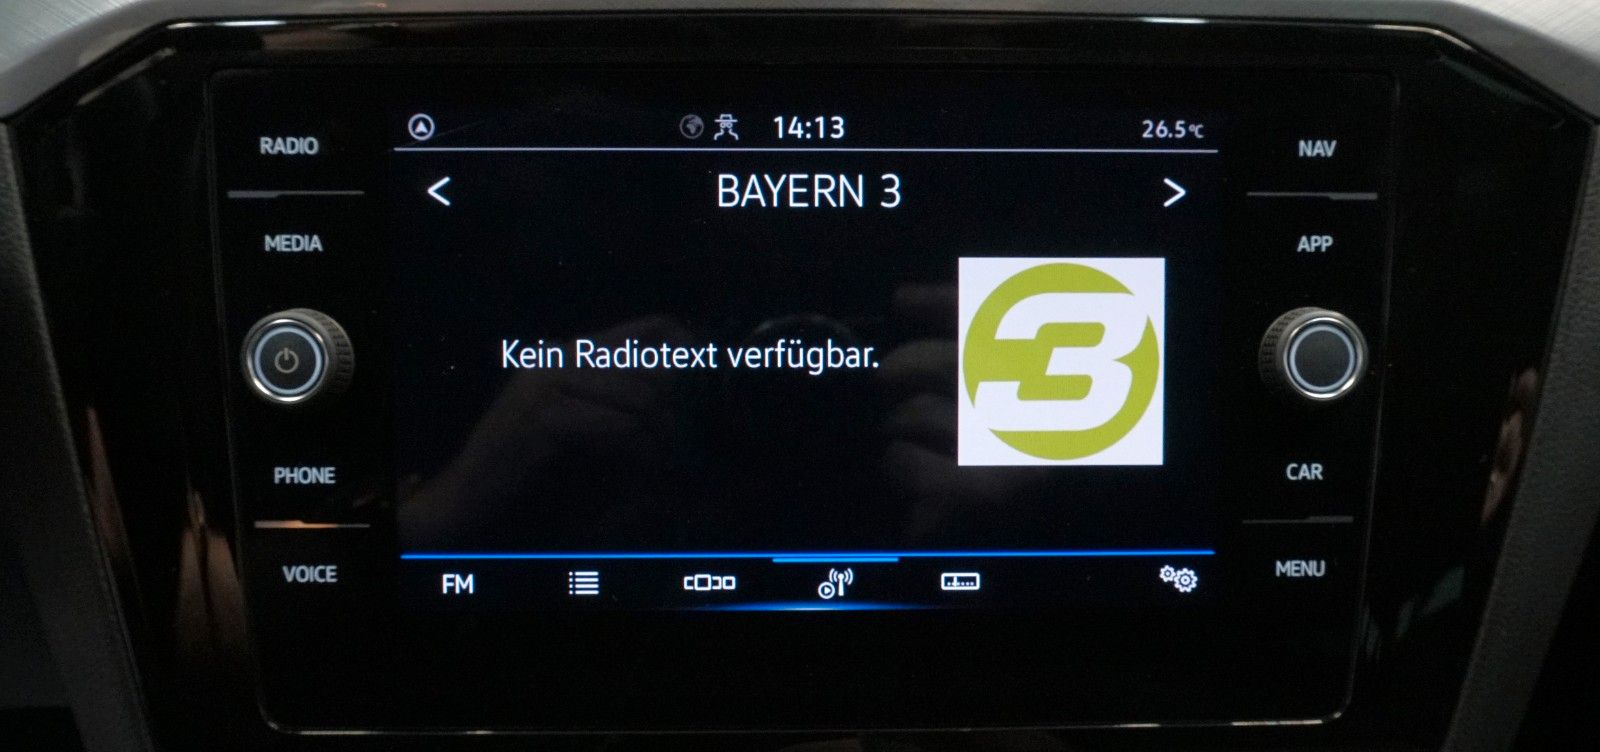 RADIO
MEDIA
PHONE
VOICE
14:13
26.5°C
< BAYERN 3 >
Kein Radiotext verfügbar.
3
FM
NAV
APP
CAR
MENU